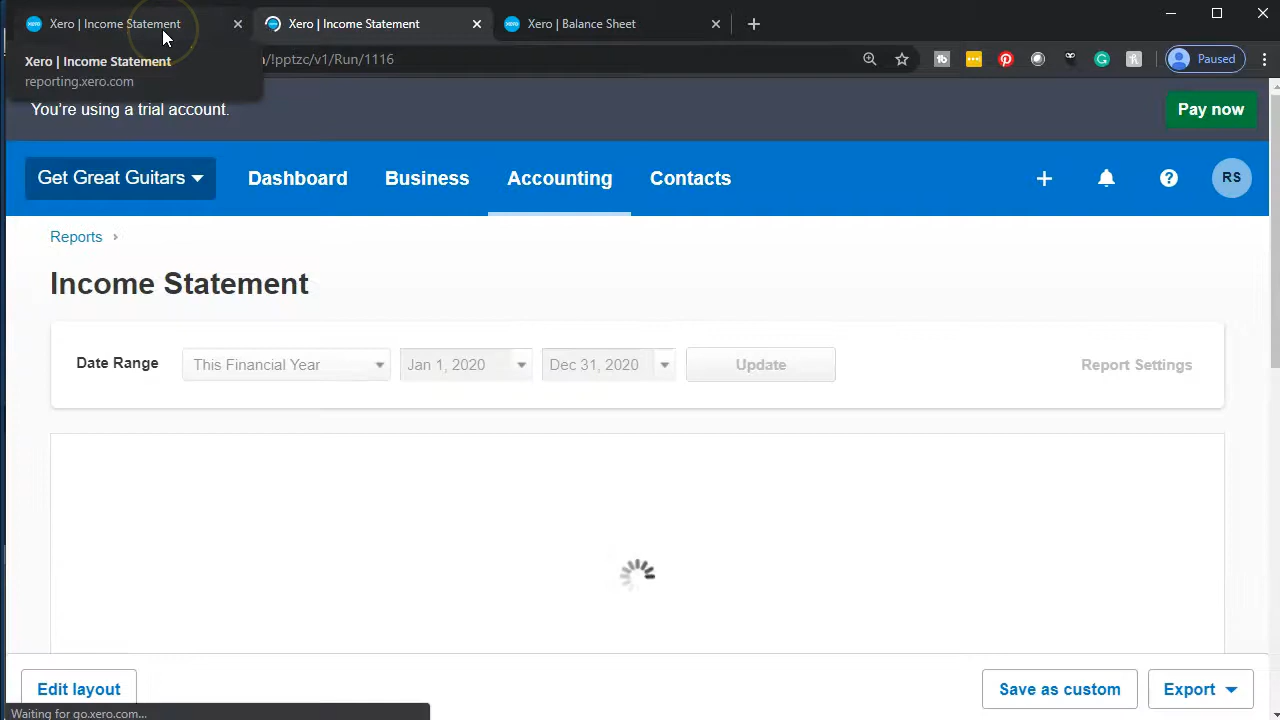 xero Xero | Income Statement
Xero | Income Statement
xero Xero | Balance Sheet
Xero | Income Statement
reporting.xero.com
/!pptzc/v1/Run/1116
Paused
You're using a trial account.
Pay now
Get Great Guitars
Dashboard
Business
Accounting
Contacts
RS
Reports
Income Statement
Date Range
This Financial Year
Jan 1, 2020
Dec 31, 2020
Update
Report Settings
Edit layout
Save as custom
Export
Waiting for go.xero.com...